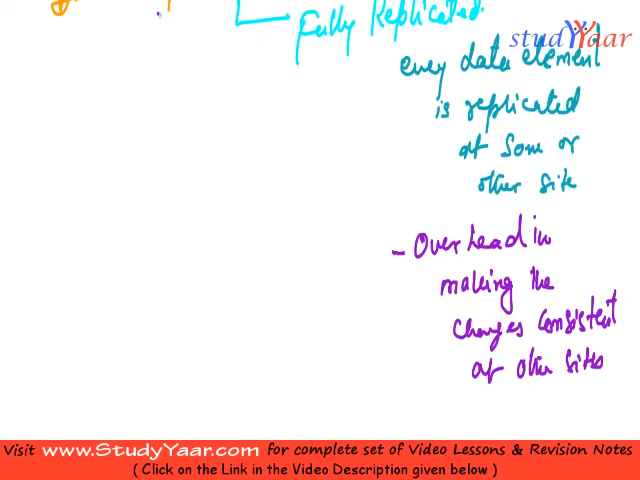 Fully Replicated.
studYYaar
every data element
is replicated
at Some or
other site
- Overhead in
making the
changes consistent
at other sites
Visit www.StudyYaar.com for complete set of Video Lessons & Revision Notes
( Click on the Link in the Video Description given below )